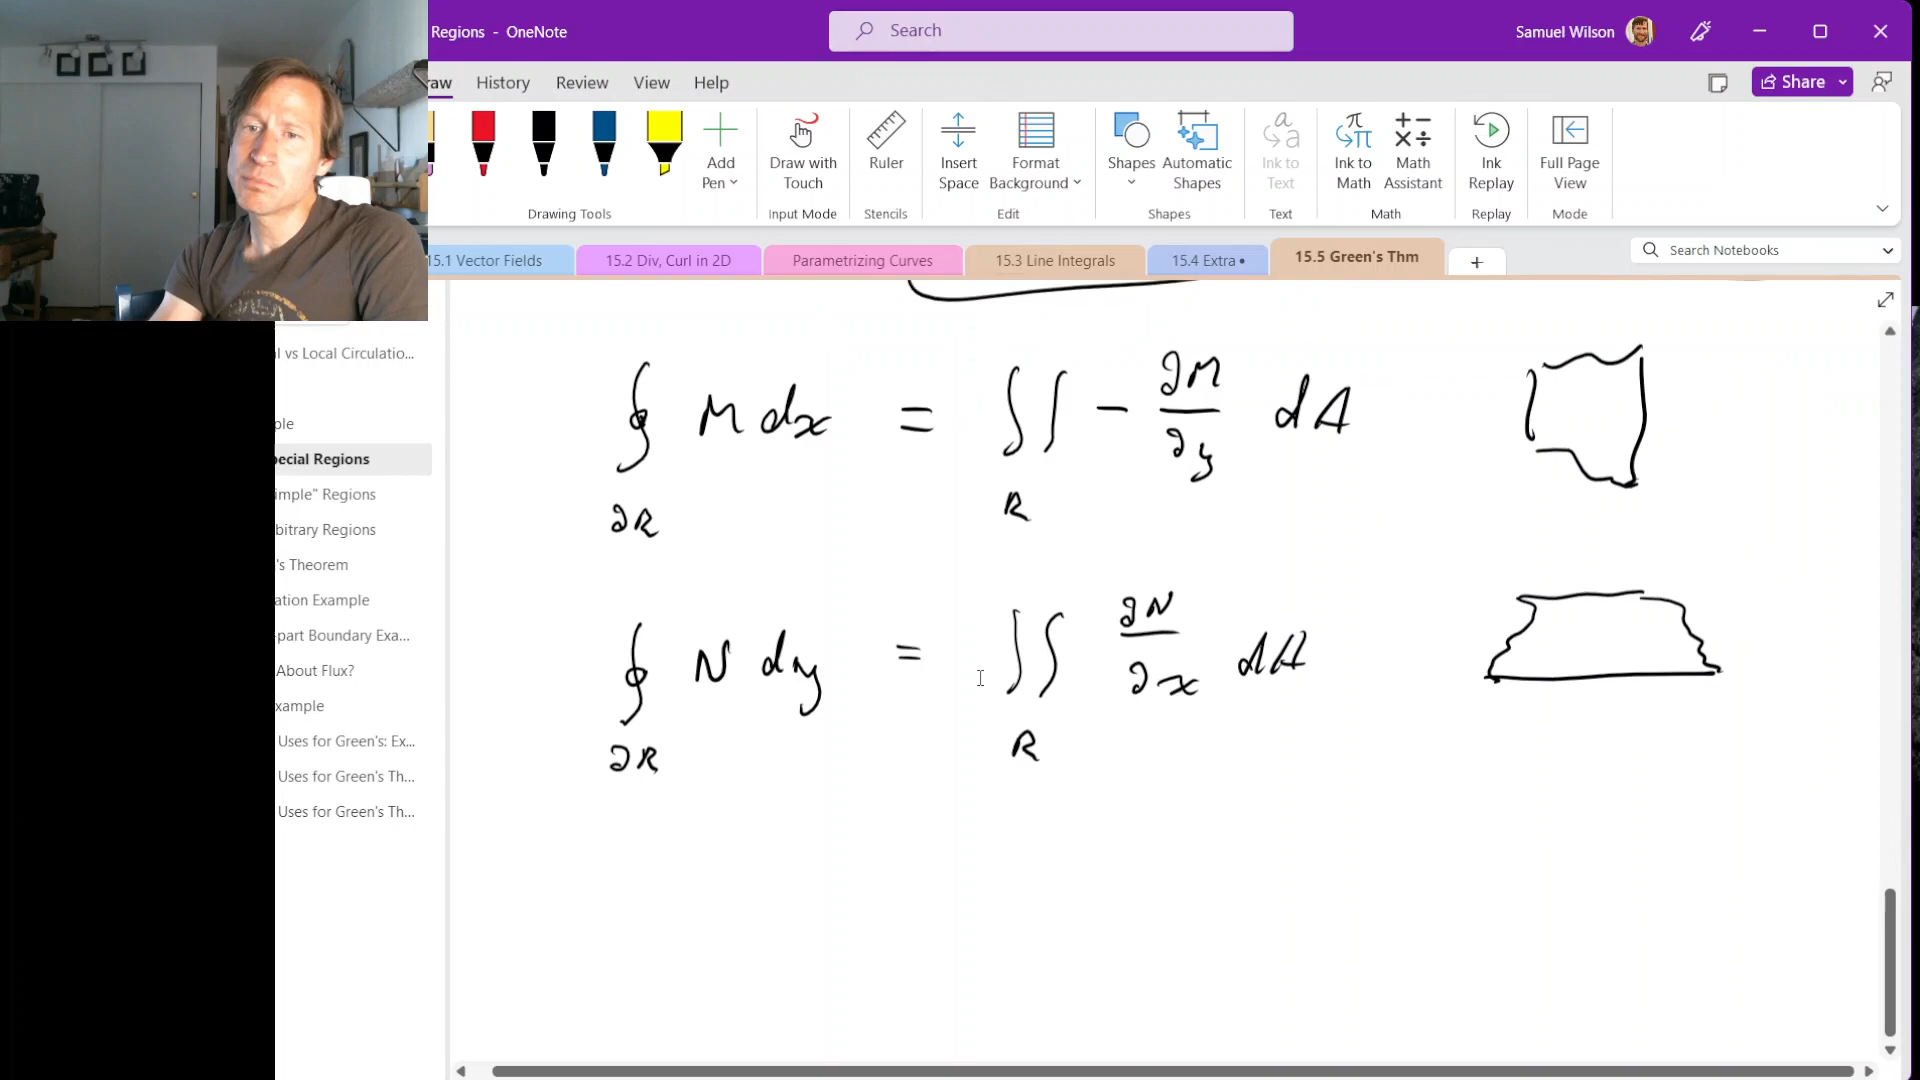 Regions - OneNote
Search
Samuel Wilson
raw History Review View Help
Share
Add Pen
Draw with Touch
Ruler
Insert Space
Format Background
Shapes
Automatic Shapes
Ink to Text
Ink to Math
Math Assistant
Ink Replay
Full Page View
Drawing Tools
Input Mode
Stencils
Edit
Shapes
Text
Math
Replay
Mode
15.1 Vector Fields
15.2 Div, Curl in 2D
Parametrizing Curves
15.3 Line Integrals
15.4 Extra •
15.5 Green's Thm
+
Search Notebooks
l vs Local Circulatio...
ple
pecial Regions
imple" Regions
bitrary Regions
's Theorem
ation Example
-part Boundary Exa...
About Flux?
xample
Uses for Green's: Ex...
Uses for Green's Th...
Uses for Green's Th...
∮_∂R M dx = ∬_R - ∂M/∂y dA
∮_∂R N dy = ∬_R ∂N/∂x dA